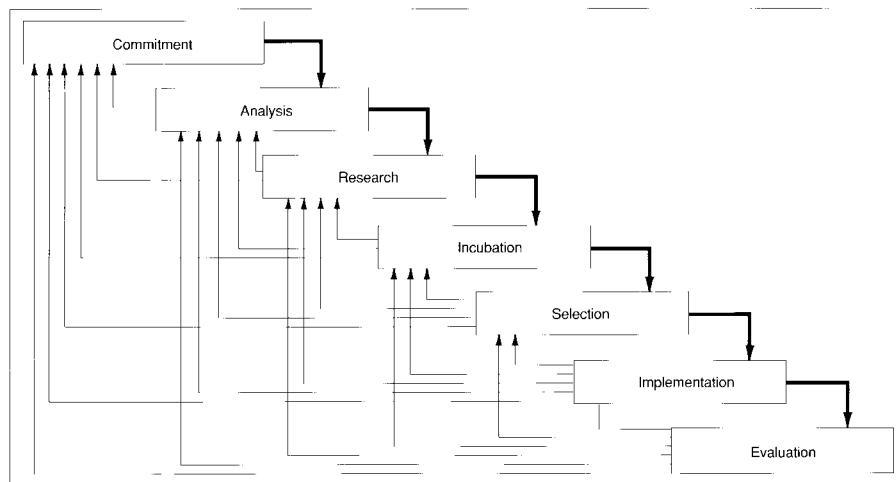 Commitment
Analysis
Research
Incubation
Selection
Implementation
Evaluation